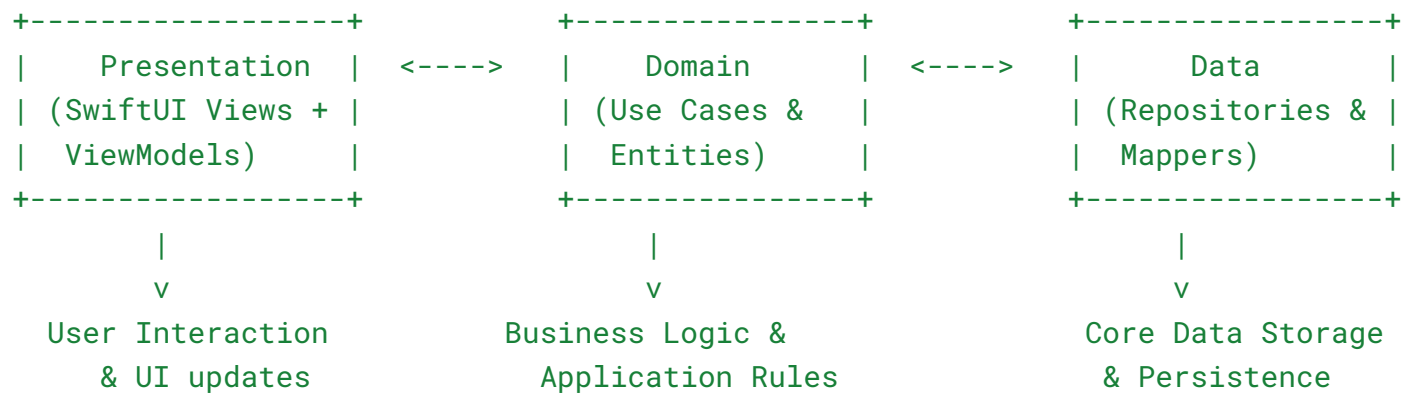 +------------------+ +----------------+ +-----------------+
| Presentation | <----> | Domain | <----> | Data |
| (SwiftUI Views + | | (Use Cases & | | (Repositories & |
| ViewModels) | | Entities) | | Mappers) |
+------------------+ +----------------+ +-----------------+
| | |
v v v
User Interaction Business Logic & Core Data Storage
& UI updates Application Rules & Persistence